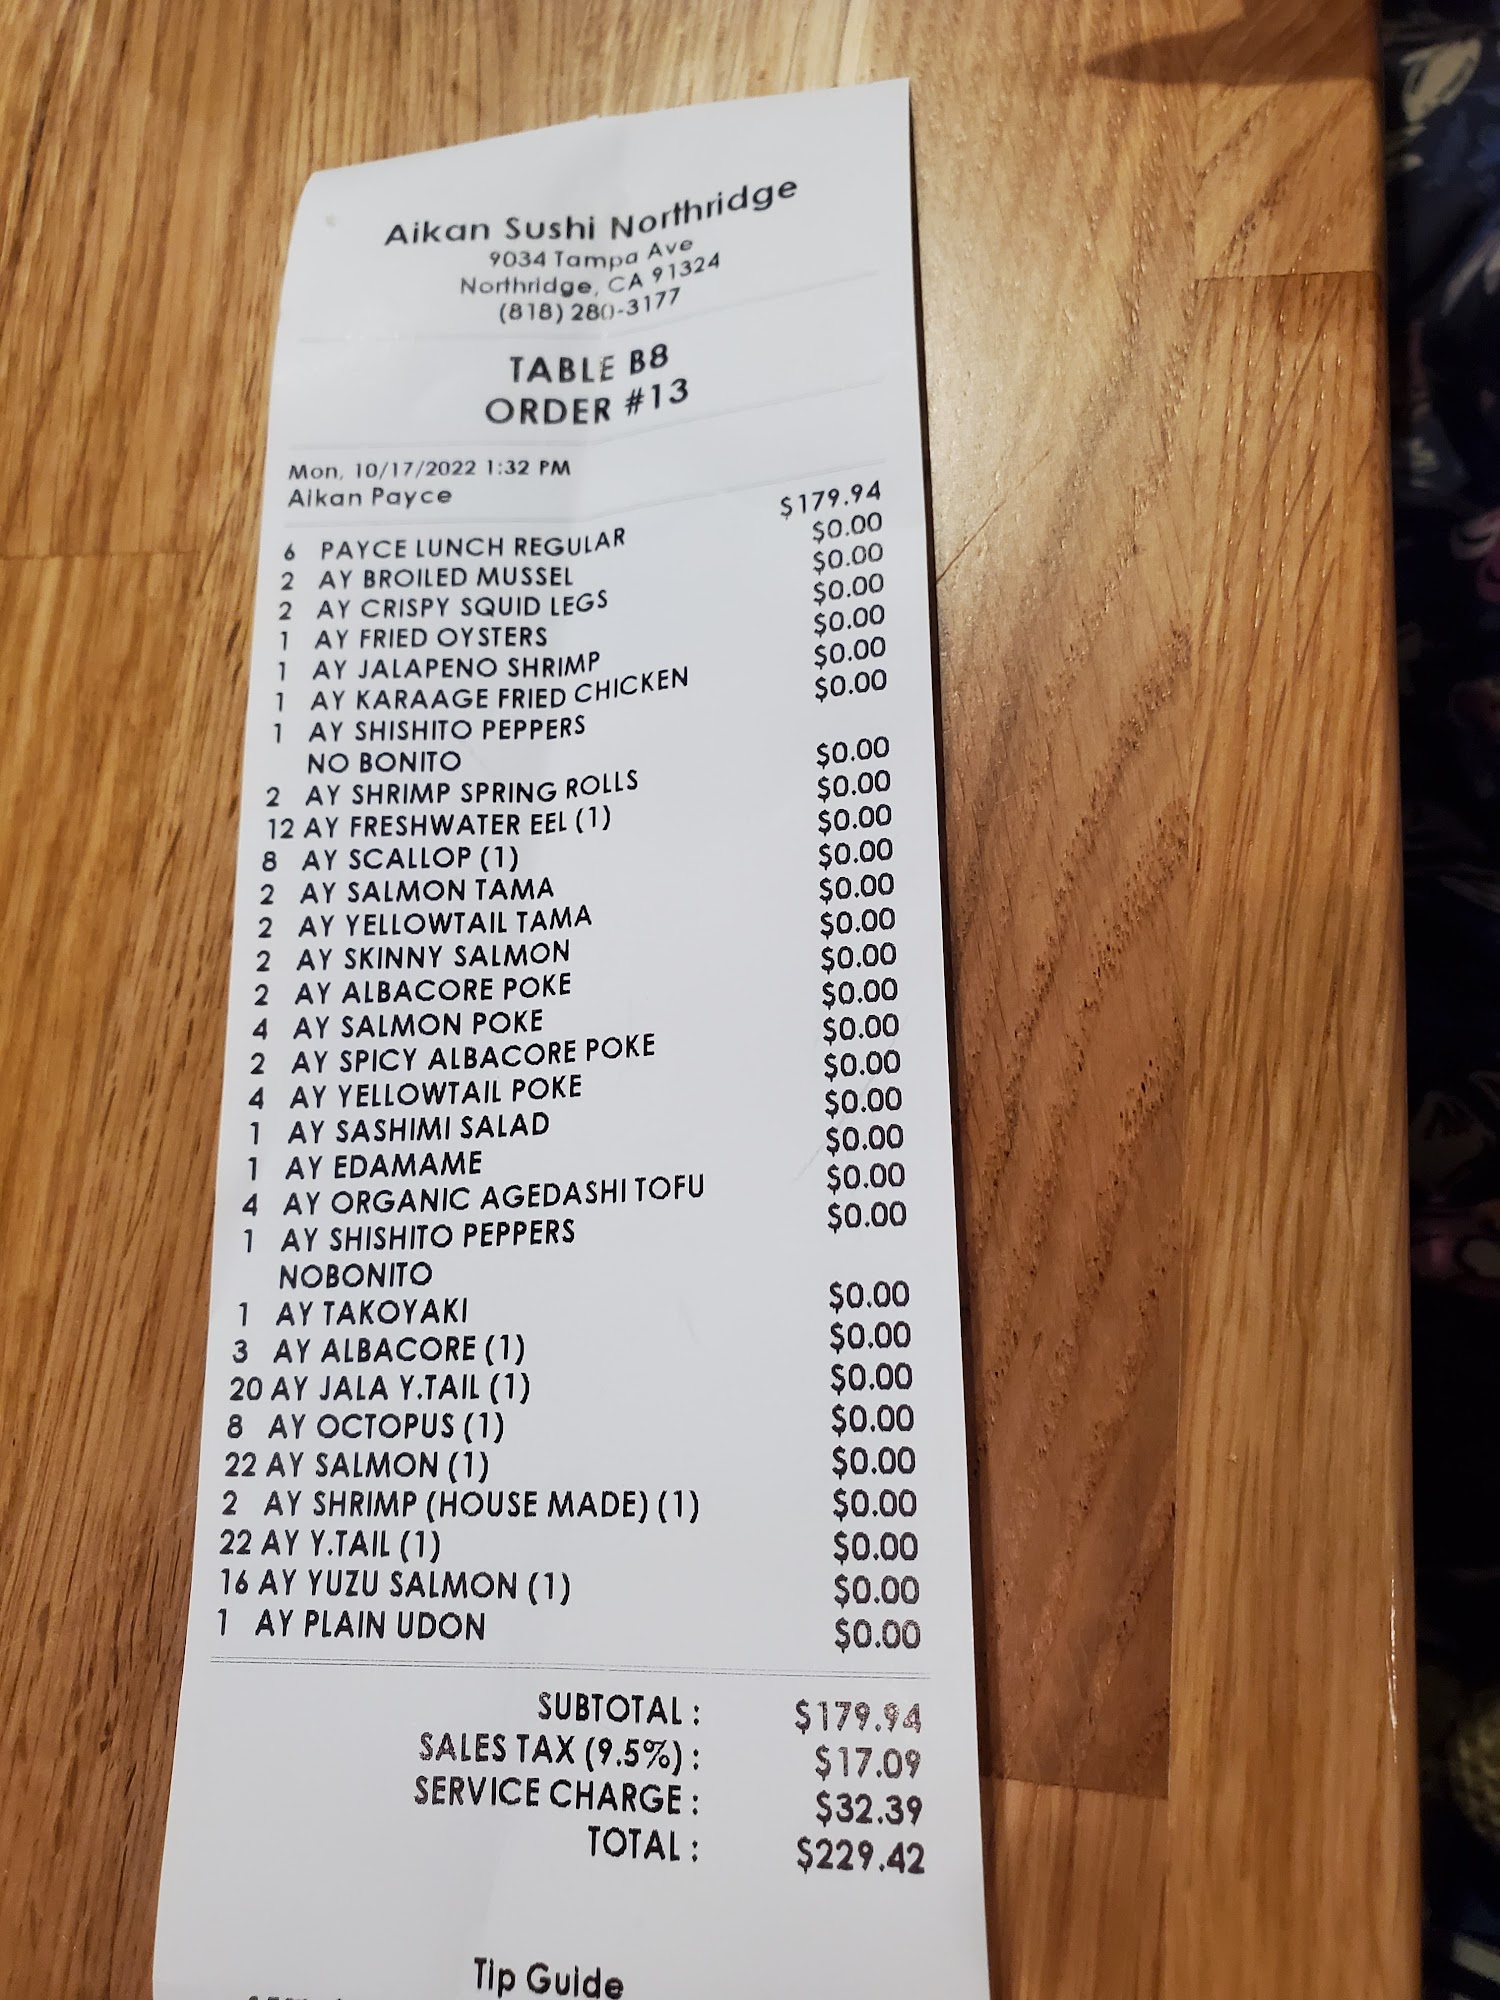 Aikan Sushi Northridge
9034 Tampa Ave
Northridge, CA 91324
(818) 280-3177
TABLE B8
ORDER #13
Mon, 10/17/2022 1:32 PM
Aikan Payce
6 PAYCE LUNCH REGULAR $179.94
2 AY BROILED MUSSEL $0.00
2 AY CRISPY SQUID LEGS $0.00
1 AY FRIED OYSTERS $0.00
1 AY JALAPENO SHRIMP $0.00
1 AY KARAAGE FRIED CHICKEN $0.00
1 AY SHISHITO PEPPERS $0.00
NO BONITO
2 AY SHRIMP SPRING ROLLS $0.00
12 AY FRESHWATER EEL (1) $0.00
8 AY SCALLOP (1) $0.00
2 AY SALMON TAMA $0.00
2 AY YELLOWTAIL TAMA $0.00
2 AY SKINNY SALMON $0.00
2 AY ALBACORE POKE $0.00
4 AY SALMON POKE $0.00
2 AY SPICY ALBACORE POKE $0.00
4 AY YELLOWTAIL POKE $0.00
1 AY SASHIMI SALAD $0.00
1 AY EDAMAME $0.00
4 AY ORGANIC AGEDASHI TOFU $0.00
1 AY SHISHITO PEPPERS $0.00
NOBONITO
1 AY TAKOYAKI $0.00
3 AY ALBACORE (1) $0.00
20 AY JALA Y.TAIL (1) $0.00
8 AY OCTOPUS (1) $0.00
22 AY SALMON (1) $0.00
2 AY SHRIMP (HOUSE MADE) (1) $0.00
22 AY Y.TAIL (1) $0.00
16 AY YUZU SALMON (1) $0.00
1 AY PLAIN UDON $0.00
SUBTOTAL : $179.94
SALES TAX (9.5%) : $17.09
SERVICE CHARGE : $32.39
TOTAL : $229.42
Tip Guide